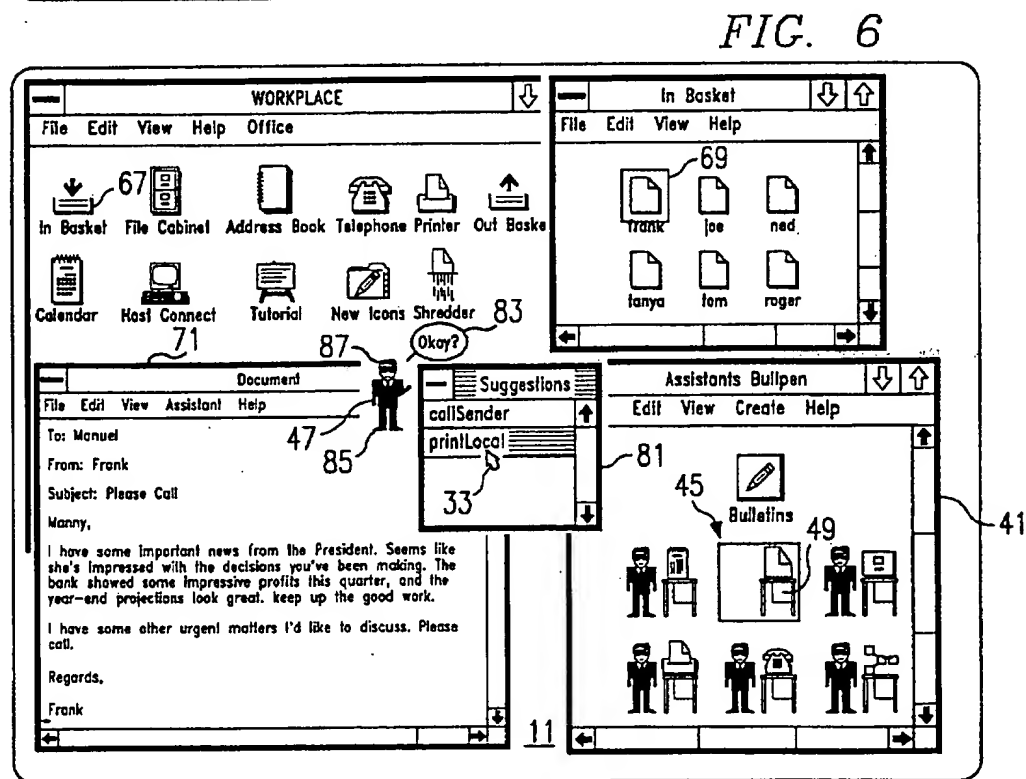 FIG. 6
WORKPLACE
File Edit View Help Office
67
In Basket File Cabinet Address Book Telephone Printer Out Baske
Calendar Host Connect Tutorial New Icons Shredder
In Basket
File Edit View Help
69
frank joe ned
tanya tom roger
71
87
Okay?
83
47
85
Document
File Edit View Assistant Help
To: Manuel
From: Frank
Subject: Please Call
Manny,
I have some important news from the President. Seems like
she's impressed with the decisions you've been making. The
bank showed some impressive profits this quarter, and the
year-end projections look great. keep up the good work.
I have some other urgent matters I'd like to discuss. Please
call.
Regards,
Frank
Suggestions
callSender
printLocal
33
81
Assistants Bullpen
Edit View Create Help
45
Bulletins
49
41
11